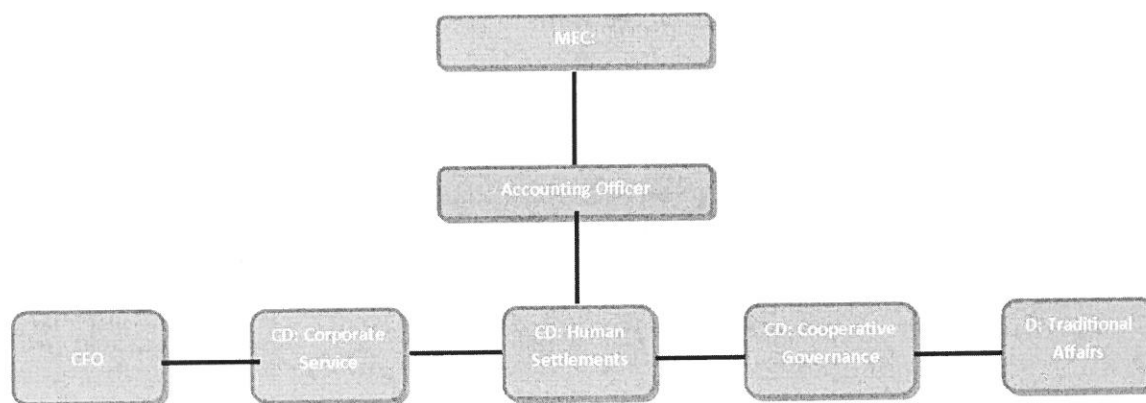 MEC:
Accounting Officer
CFO
CD: Corporate
Service
CD: Human
Settlements
CD: Cooperative
Governance
D: Traditional
Affairs